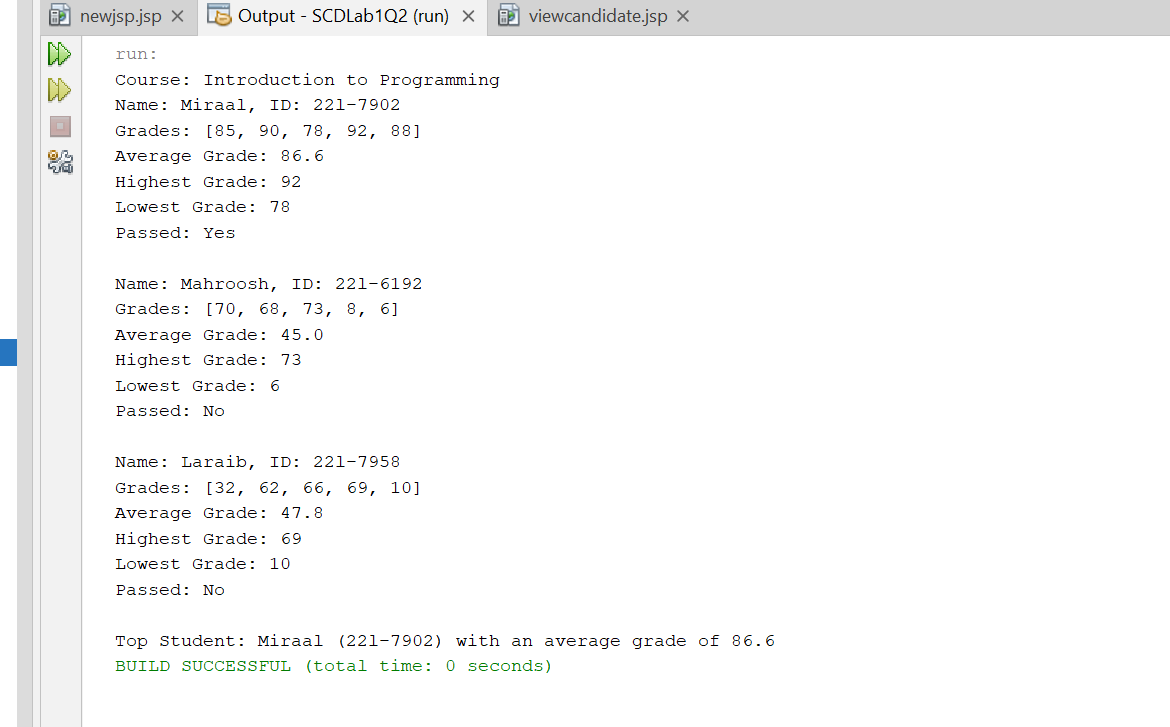 newjsp.jsp Output - SCDLab1Q2 (run) viewcandidate.jsp
run:
Course: Introduction to Programming
Name: Miraal, ID: 22l-7902
Grades: [85, 90, 78, 92, 88]
Average Grade: 86.6
Highest Grade: 92
Lowest Grade: 78
Passed: Yes
Name: Mahroosh, ID: 22l-6192
Grades: [70, 68, 73, 8, 6]
Average Grade: 45.0
Highest Grade: 73
Lowest Grade: 6
Passed: No
Name: Laraib, ID: 22l-7958
Grades: [32, 62, 66, 69, 10]
Average Grade: 47.8
Highest Grade: 69
Lowest Grade: 10
Passed: No
Top Student: Miraal (22l-7902) with an average grade of 86.6
BUILD SUCCESSFUL (total time: 0 seconds)